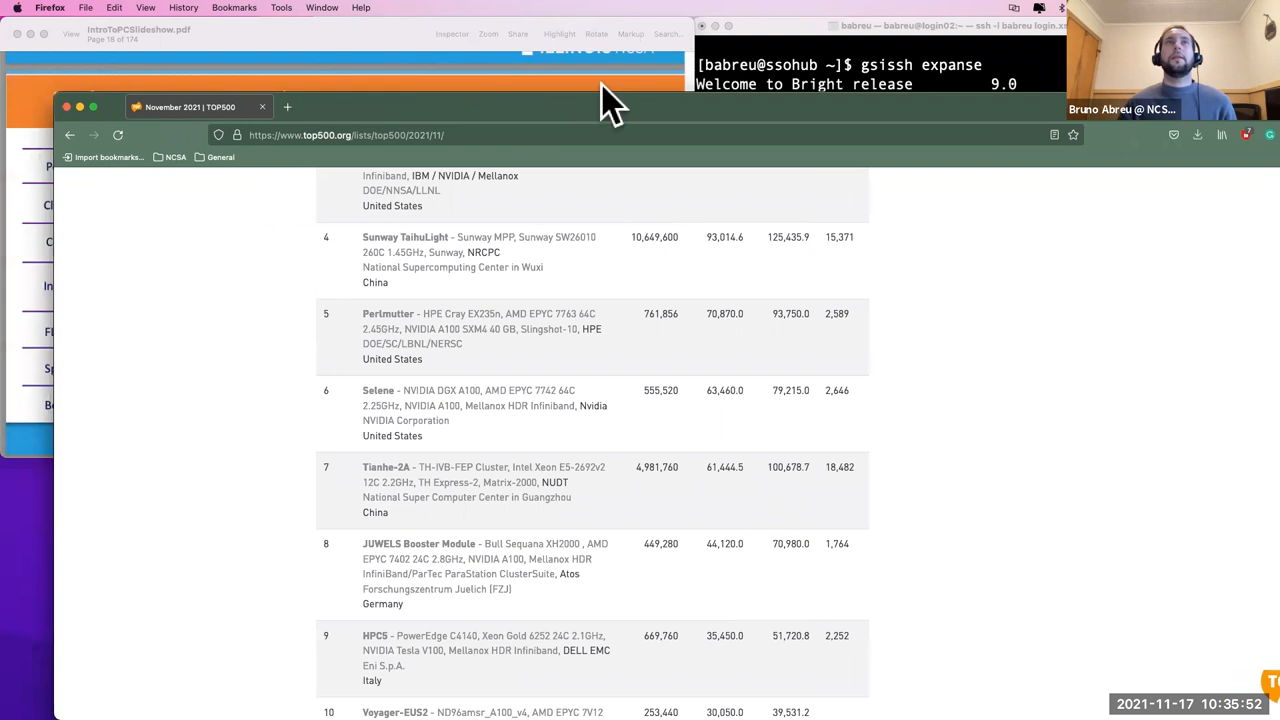 Firefox File Edit View History Bookmarks Tools Window Help
View IntroToPCSlideshow.pdf
Page 18 of 174
Inspector Zoom Share Highlight Rotate Markup Search...
babreu@login02:~ — ssh -l babreu login.xs
[babreu@ssohub ~]$ gsissh expanse
Welcome to Bright release 9.0
Bruno Abreu @ NCS...
November 2021 | TOP500
https://www.top500.org/lists/top500/2021/11/
Import bookmarks... NCSA General
Infiniband, IBM / NVIDIA / Mellanox
DOE/NNSA/LLNL
United States
4 Sunway TaihuLight - Sunway MPP, Sunway SW26010 10,649,600 93,014.6 125,435.9 15,371
260C 1.45GHz, Sunway, NRCPC
National Supercomputing Center in Wuxi
China
5 Perlmutter - HPE Cray EX235n, AMD EPYC 7763 64C 761,856 70,870.0 93,750.0 2,589
2.45GHz, NVIDIA A100 SXM4 40 GB, Slingshot-10, HPE
DOE/SC/LBNL/NERSC
United States
6 Selene - NVIDIA DGX A100, AMD EPYC 7742 64C 555,520 63,460.0 79,215.0 2,646
2.25GHz, NVIDIA A100, Mellanox HDR Infiniband, Nvidia
NVIDIA Corporation
United States
7 Tianhe-2A - TH-IVB-FEP Cluster, Intel Xeon E5-2692v2 4,981,760 61,444.5 100,678.7 18,482
12C 2.2GHz, TH Express-2, Matrix-2000, NUDT
National Super Computer Center in Guangzhou
China
8 JUWELS Booster Module - Bull Sequana XH2000 , AMD 449,280 44,120.0 70,980.0 1,764
EPYC 7402 24C 2.8GHz, NVIDIA A100, Mellanox HDR
InfiniBand/ParTec ParaStation ClusterSuite, Atos
Forschungszentrum Juelich (FZJ)
Germany
9 HPC5 - PowerEdge C4140, Xeon Gold 6252 24C 2.1GHz, 669,760 35,450.0 51,720.8 2,252
NVIDIA Tesla V100, Mellanox HDR Infiniband, DELL EMC
Eni S.p.A.
Italy
10 Voyager-EUS2 - ND96amsr_A100_v4, AMD EPYC 7V12 253,440 30,050.0 39,531.2
2021-11-17 10:35:52